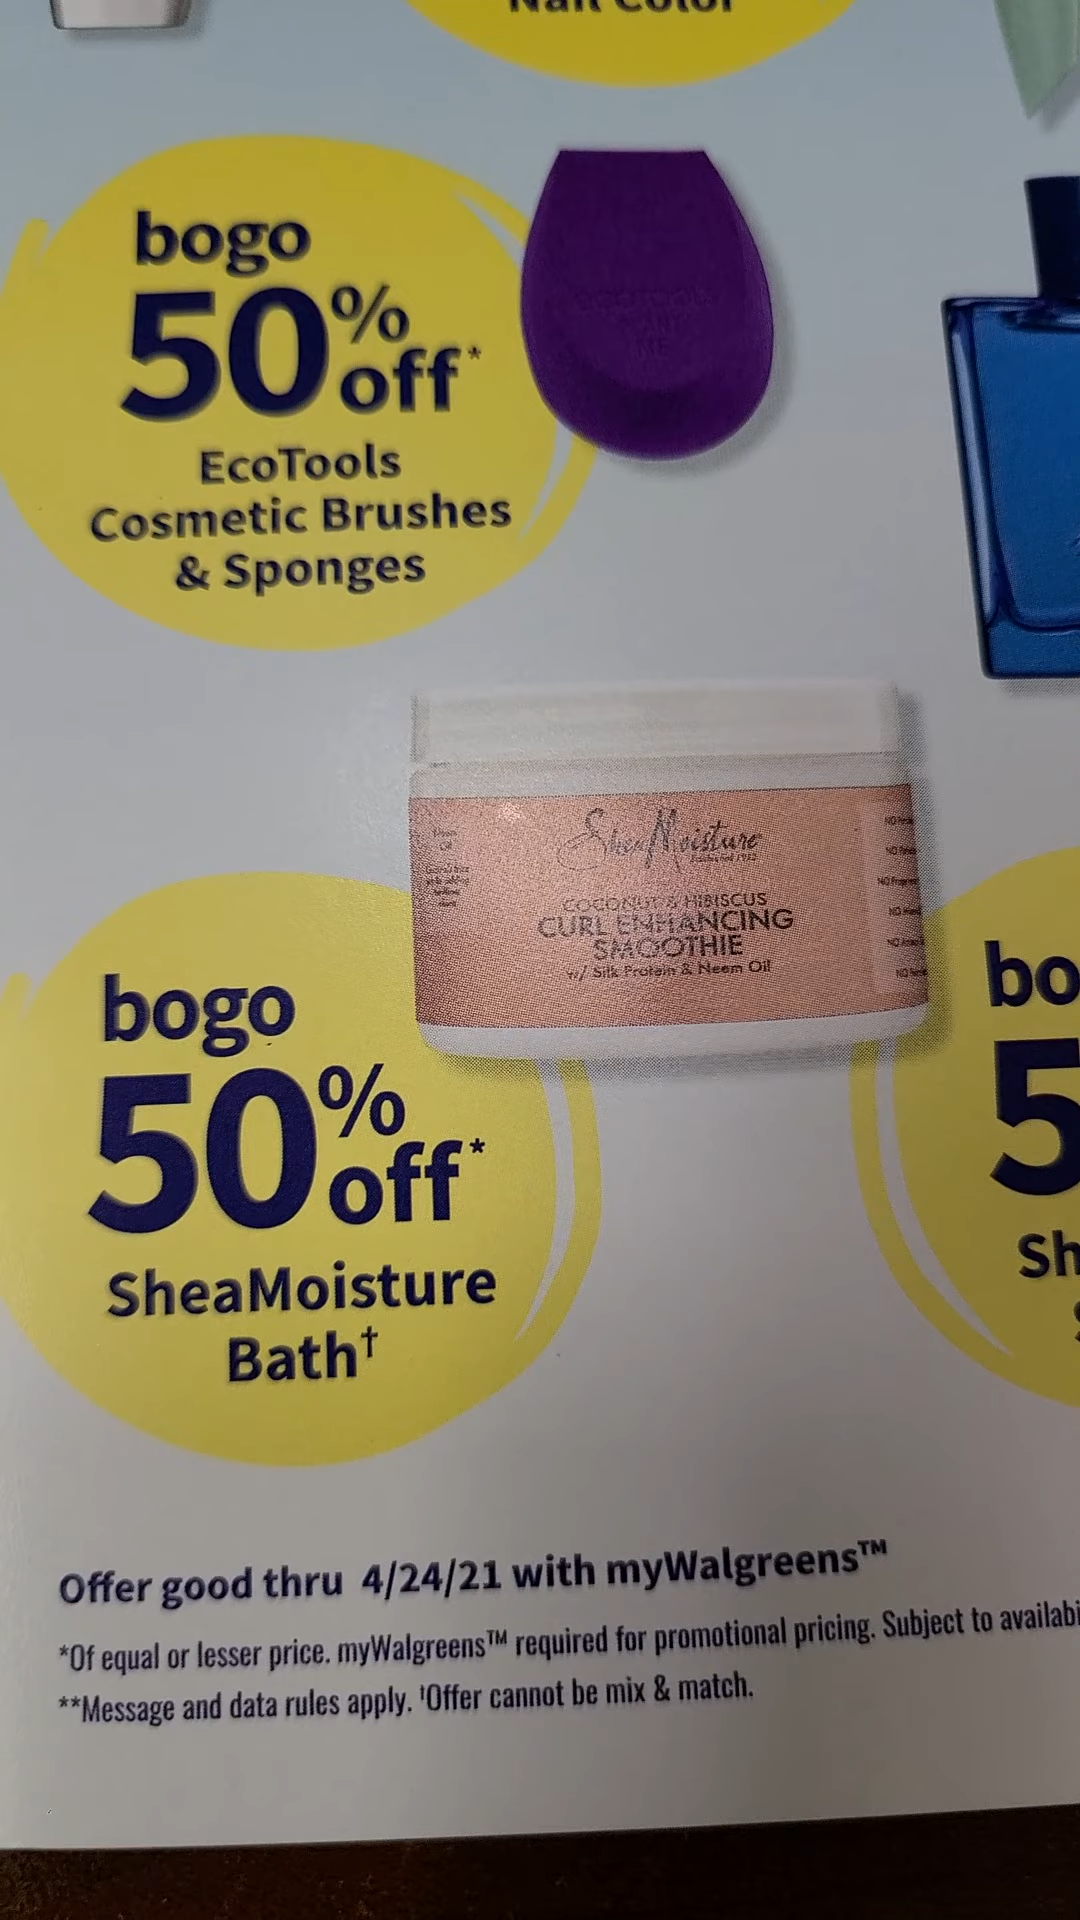 Nail Color
bogo
50%
off*
EcoTools
Cosmetic Brushes
& Sponges
SheaMoisture
COCONUT & HIBISCUS
CURL ENHANCING
SMOOTHIE
w/ Silk Protein & Neem Oil
bogo
50%
off*
SheaMoisture
Bath†
bo
5
Sh
Offer good thru 4/24/21 with myWalgreens™
*Of equal or lesser price. myWalgreens™ required for promotional pricing. Subject to availabi
**Message and data rules apply. †Offer cannot be mix & match.